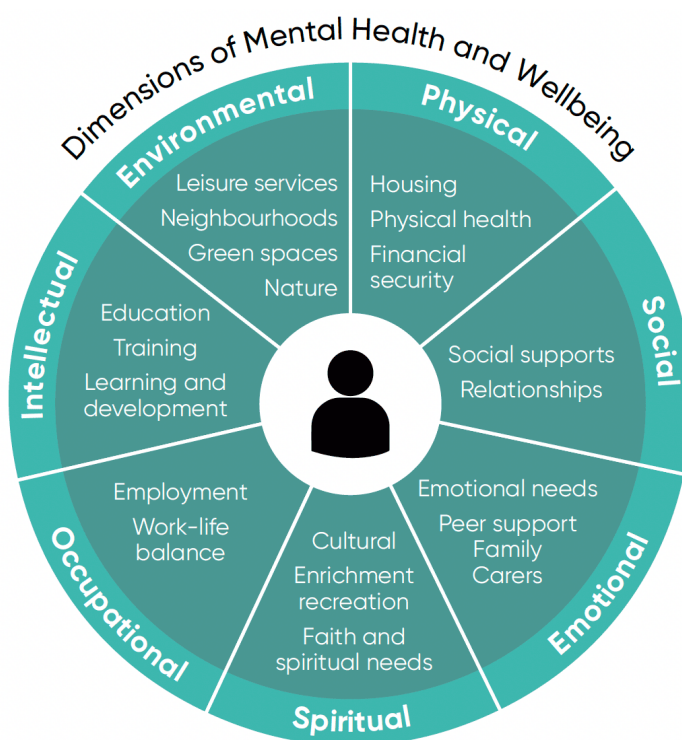 Dimensions of Mental Health and Wellbeing
Environmental
Leisure services
Neighbourhoods
Green spaces
Nature
Physical
Housing
Physical health
Financial
security
Social
Social supports
Relationships
Emotional
Emotional needs
Peer support
Family
Carers
Spiritual
Cultural
Enrichment
recreation
Faith and
spiritual needs
Occupational
Employment
Work-life
balance
Intellectual
Education
Training
Learning and
development